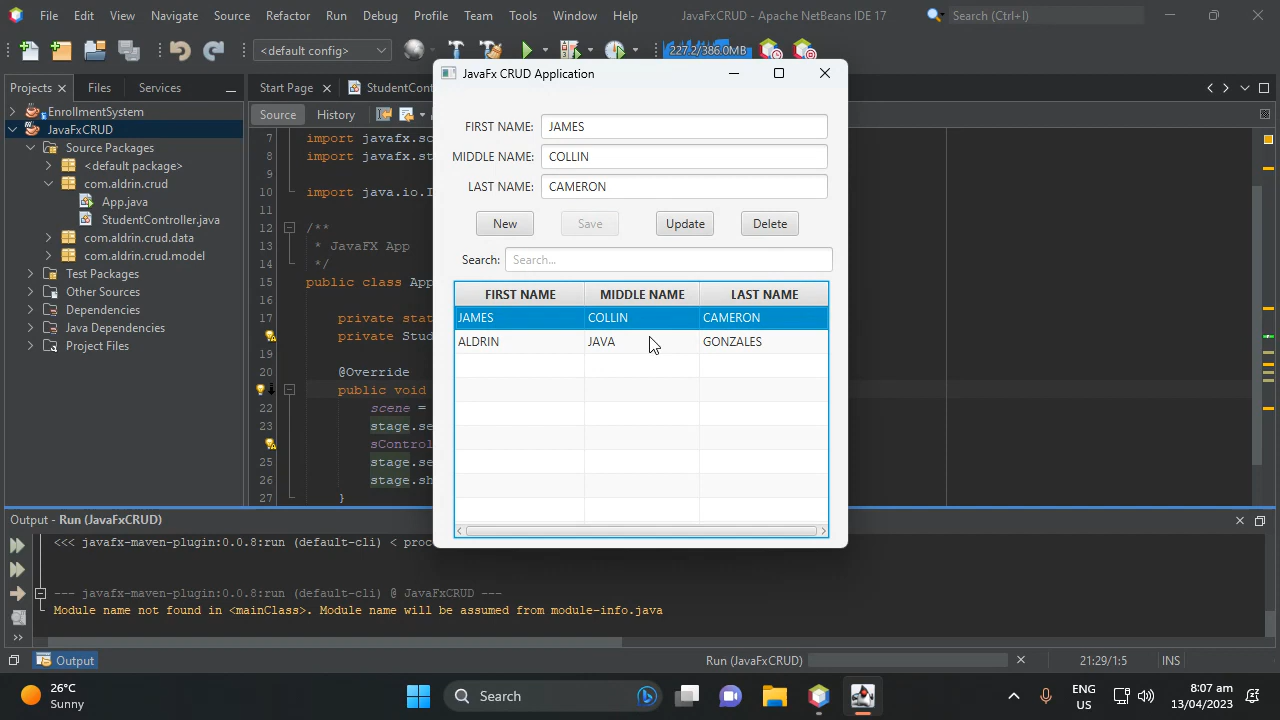 File Edit View Navigate Source Refactor Run Debug Profile Team Tools Window Help JavaFxCRUD - Apache NetBeans IDE 17 Search (Ctrl+I)
<default config> 227.2/386.0MB
Projects Files Services Start Page StudentCont
JavaFx CRUD Application
Source History
EnrollmentSystem
JavaFxCRUD
Source Packages
<default package>
com.aldrin.crud
App.java
StudentController.java
com.aldrin.crud.data
com.aldrin.crud.model
Test Packages
Other Sources
Dependencies
Java Dependencies
Project Files
7 import javafx.sc
8 import javafx.st
9
10 import java.io.I
11
12 /**
13 * JavaFX App
14 */
15 public class App
16
17 private stat
private Stud
19
20 @Override
public void
22 scene =
23 stage.se
sControl
25 stage.se
26 stage.sh
27 }
FIRST NAME: JAMES
MIDDLE NAME: COLLIN
LAST NAME: CAMERON
New Save Update Delete
Search: Search...
FIRST NAME MIDDLE NAME LAST NAME
JAMES COLLIN CAMERON
ALDRIN JAVA GONZALES
Output - Run (JavaFxCRUD)
<<< javafx-maven-plugin:0.0.8:run (default-cli) < proc
--- javafx-maven-plugin:0.0.8:run (default-cli) @ JavaFxCRUD ---
Module name not found in <mainClass>. Module name will be assumed from module-info.java
Output Run (JavaFxCRUD) 21:29/1:5 INS
26°C
Sunny
Search
ENG
US
8:07 am
13/04/2023